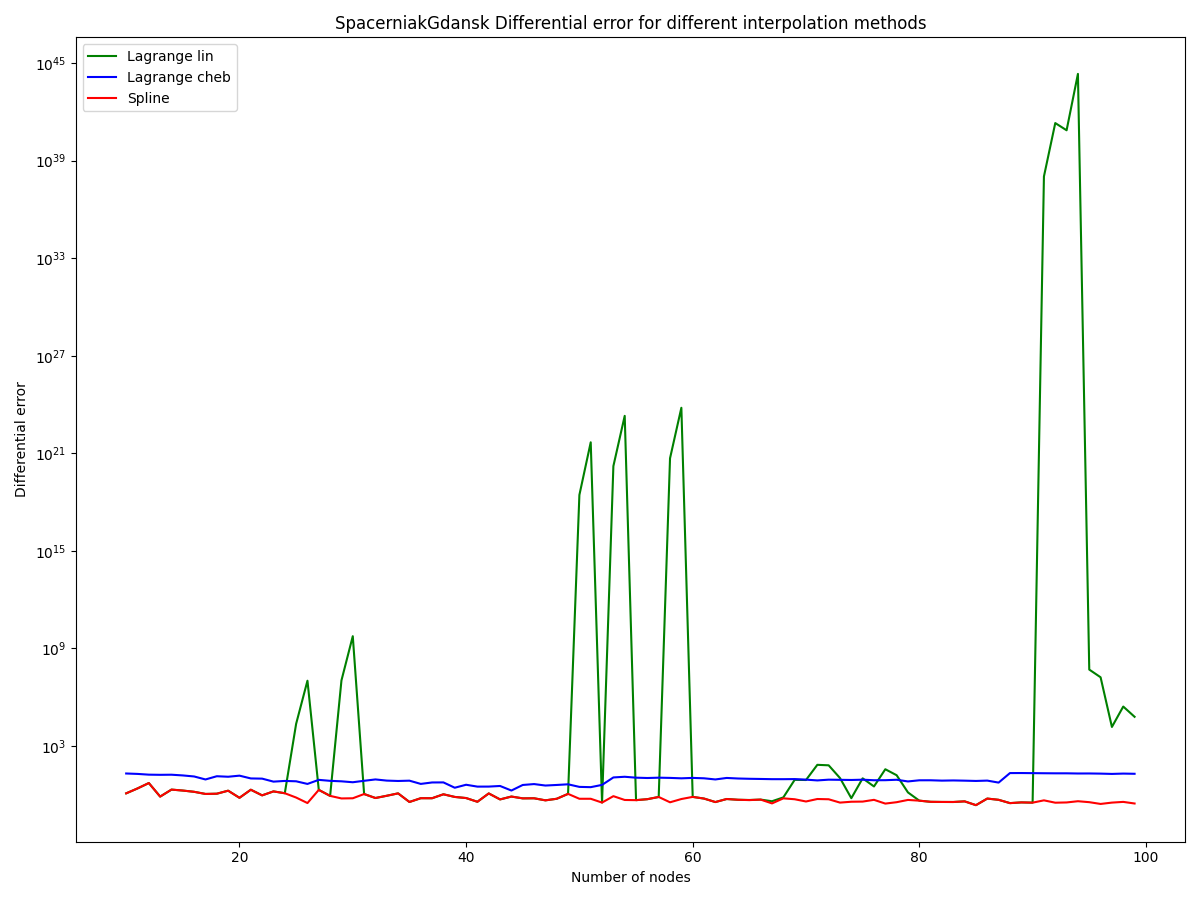 SpacerniakGdansk Differential error for different interpolation methods
Lagrange lin
Lagrange cheb
Spline
10^45
10^39
10^33
10^27
10^21
10^15
10^9
10^3
Differential error
20 40 60 80 100
Number of nodes